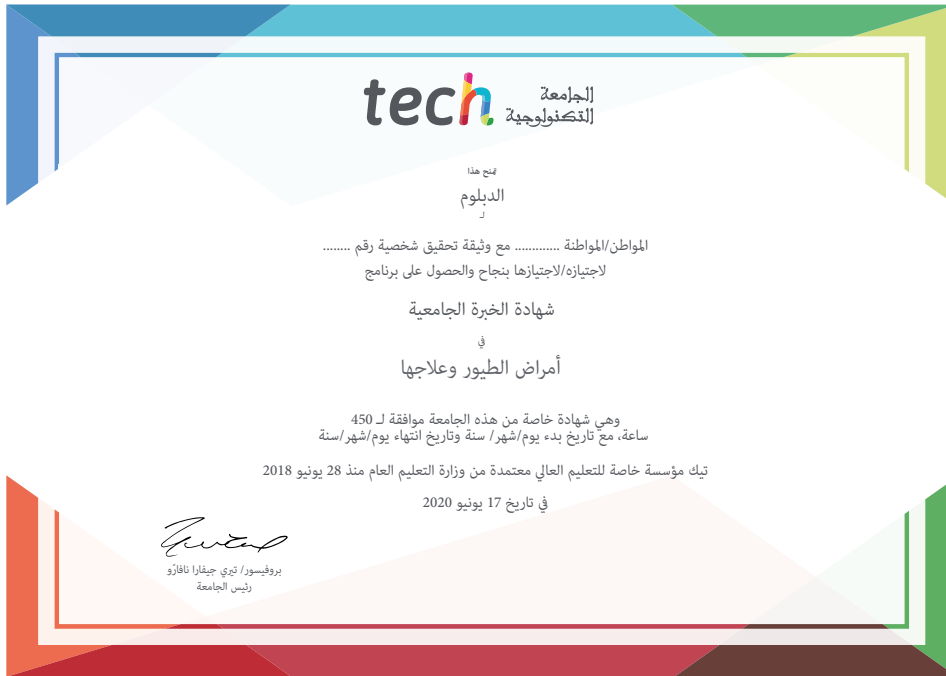 tech الجامعة
التكنولوجية
يمنح هذا
الدبلوم
لـ
المواطن/المواطنة ............ مع وثيقة تحقيق شخصية رقم ........
لاجتيازه/لاجتيازها بنجاح والحصول على برنامج
شهادة الخبرة الجامعية
في
أمراض الطيور وعلاجها
وهي شهادة خاصة من هذه الجامعة موافقة لـ 450
ساعة، مع تاريخ بدء يوم/شهر/ سنة وتاريخ انتهاء يوم/شهر/سنة
تيك مؤسسة خاصة للتعليم العالي معتمدة من وزارة التعليم العام منذ 28 يونيو 2018
في تاريخ 17 يونيو 2020
بروفيسور/ تيري جيفارا نافارّو
رئيس الجامعة